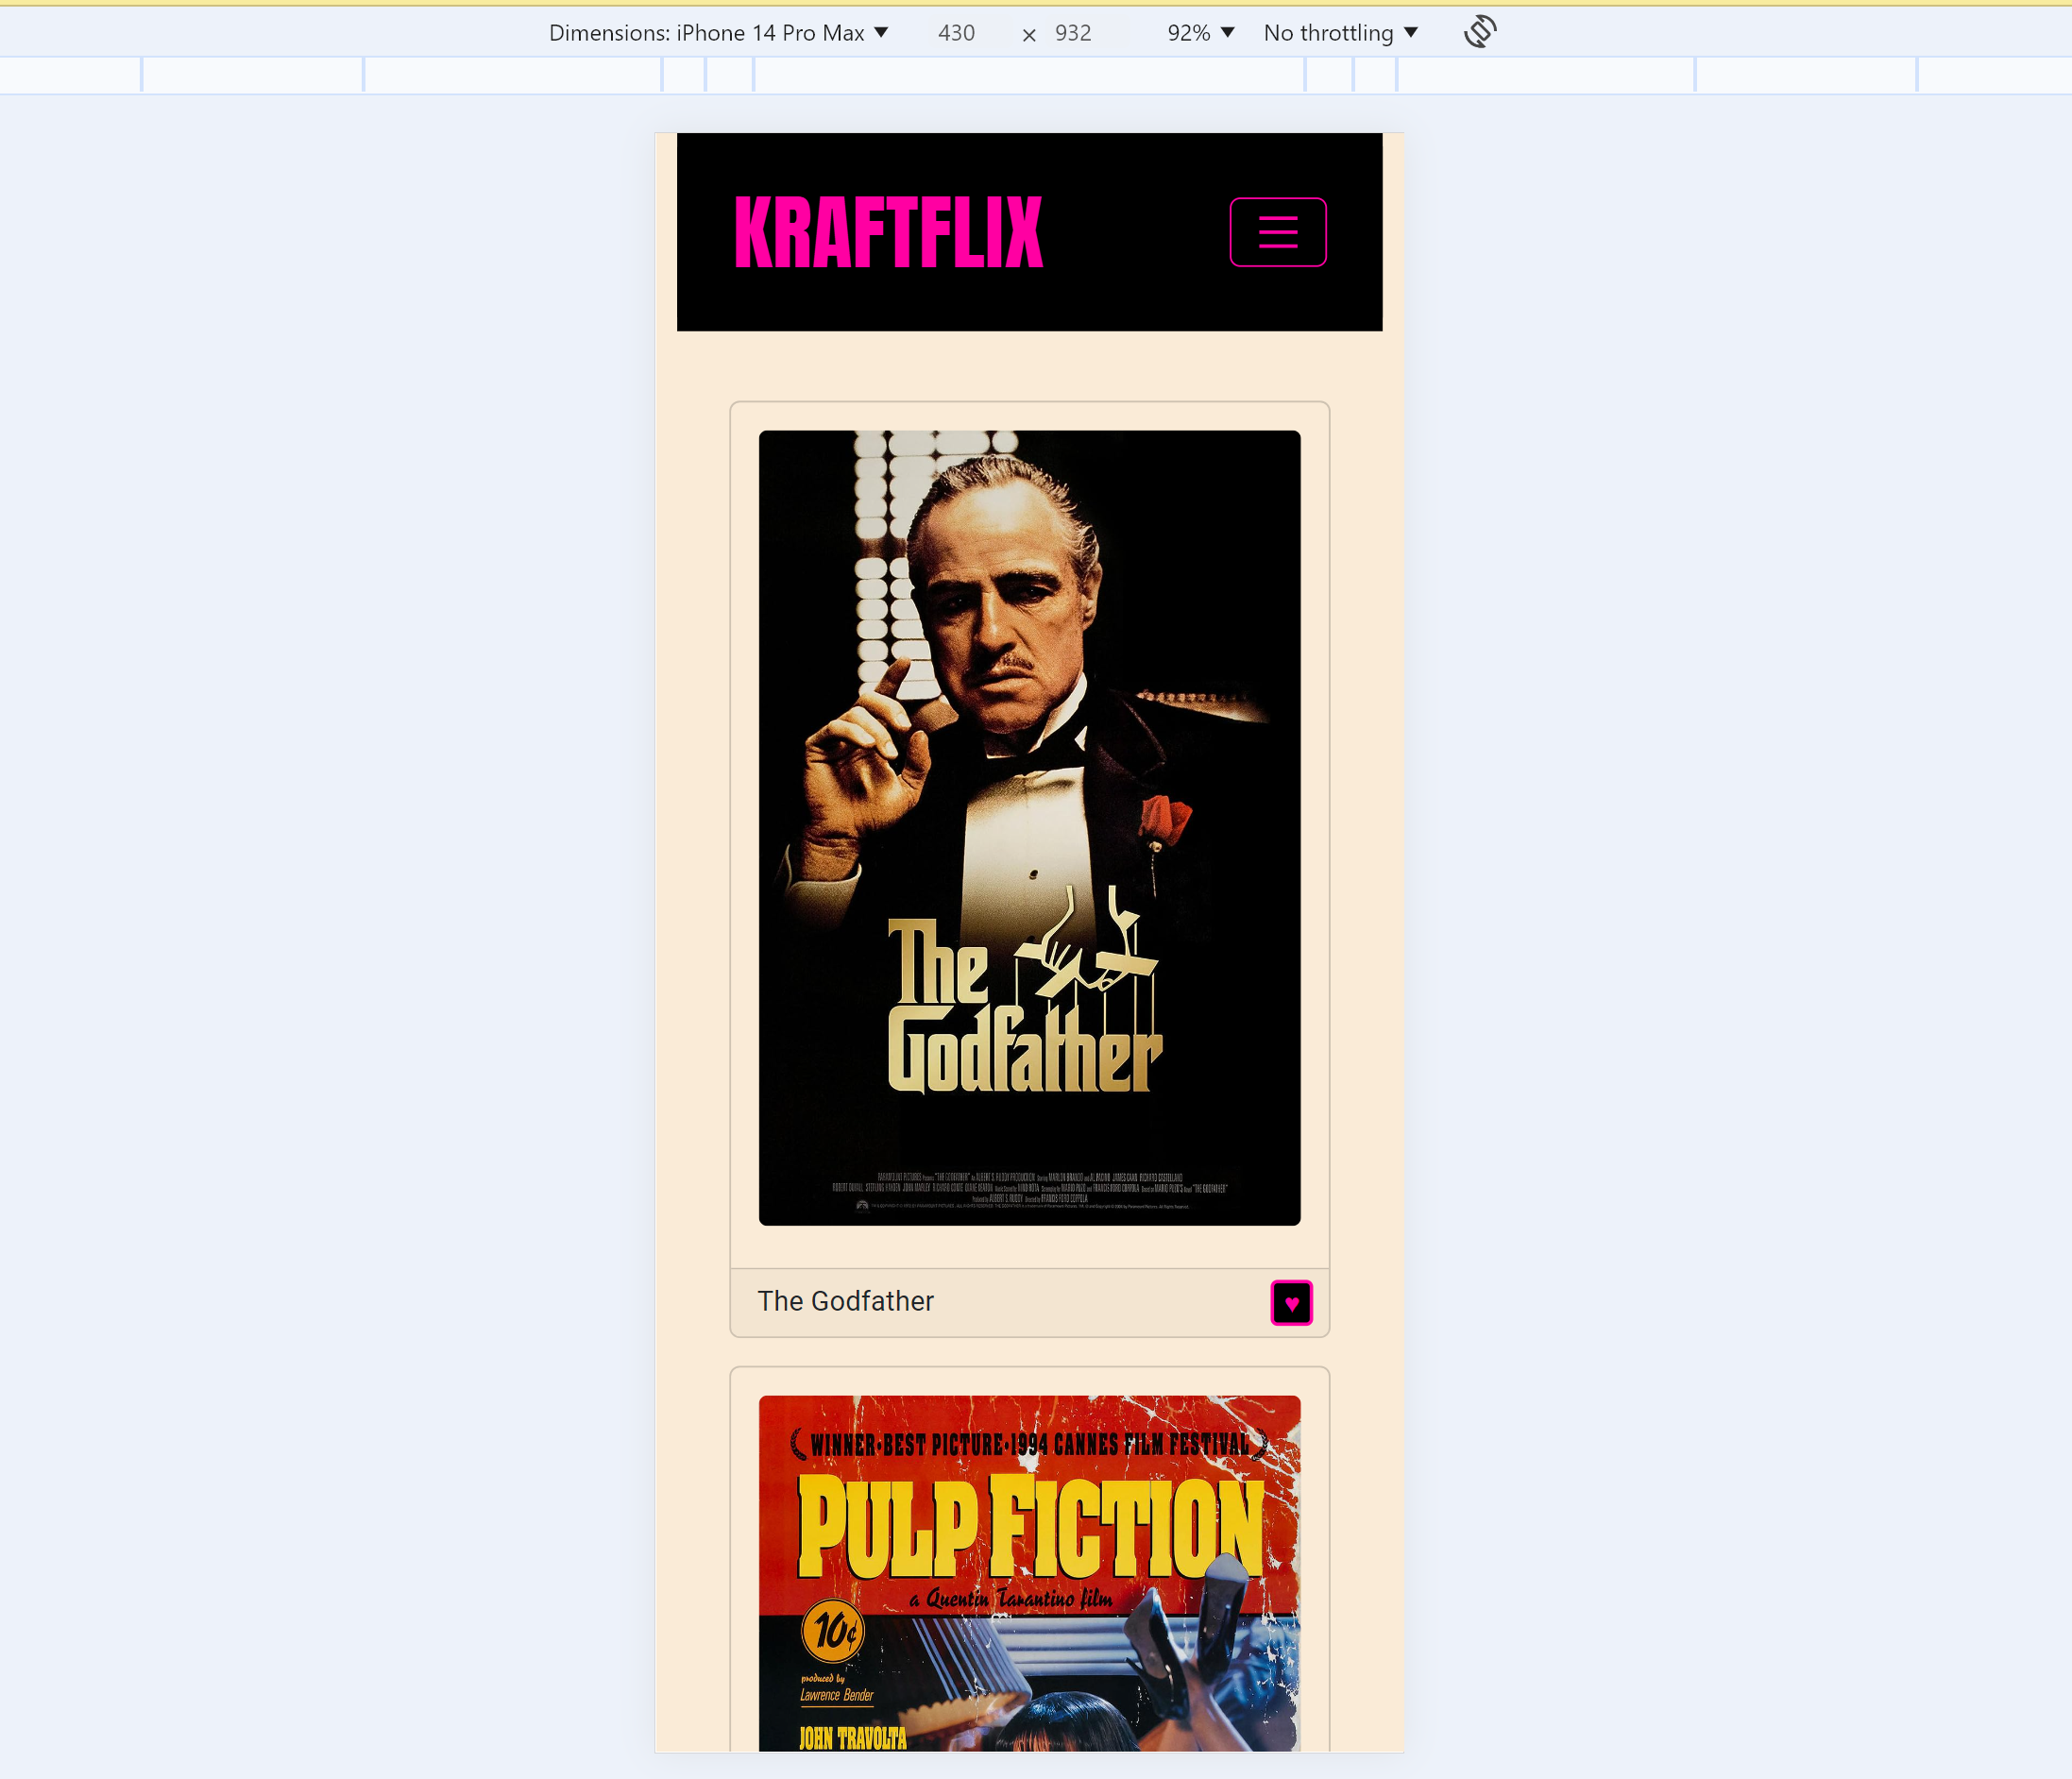 Dimensions: iPhone 14 Pro Max ▼ 430 × 932 92% ▼ No throttling ▼
KRAFTFLIX
The
Godfather
The Godfather
WINNER•BEST PICTURE•1994 CANNES FILM FESTIVAL
PULP FICTION
a Quentin Tarantino film
10¢
produced by
Lawrence Bender
JOHN TRAVOLTA